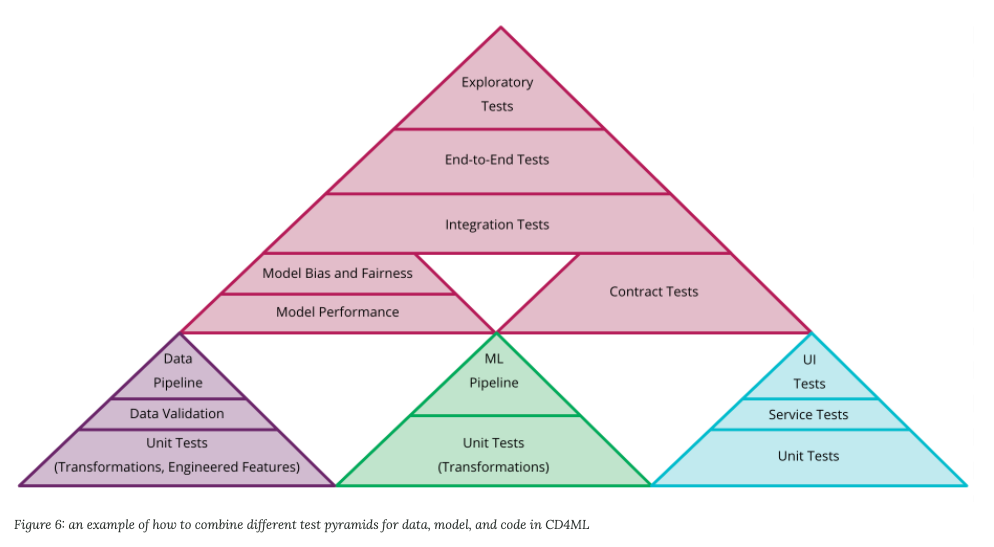 Exploratory
Tests
End-to-End Tests
Integration Tests
Model Bias and Fairness
Model Performance
Contract Tests
Data
Pipeline
Data Validation
Unit Tests
(Transformations, Engineered Features)
ML
Pipeline
Unit Tests
(Transformations)
UI
Tests
Service Tests
Unit Tests
Figure 6: an example of how to combine different test pyramids for data, model, and code in CD4ML